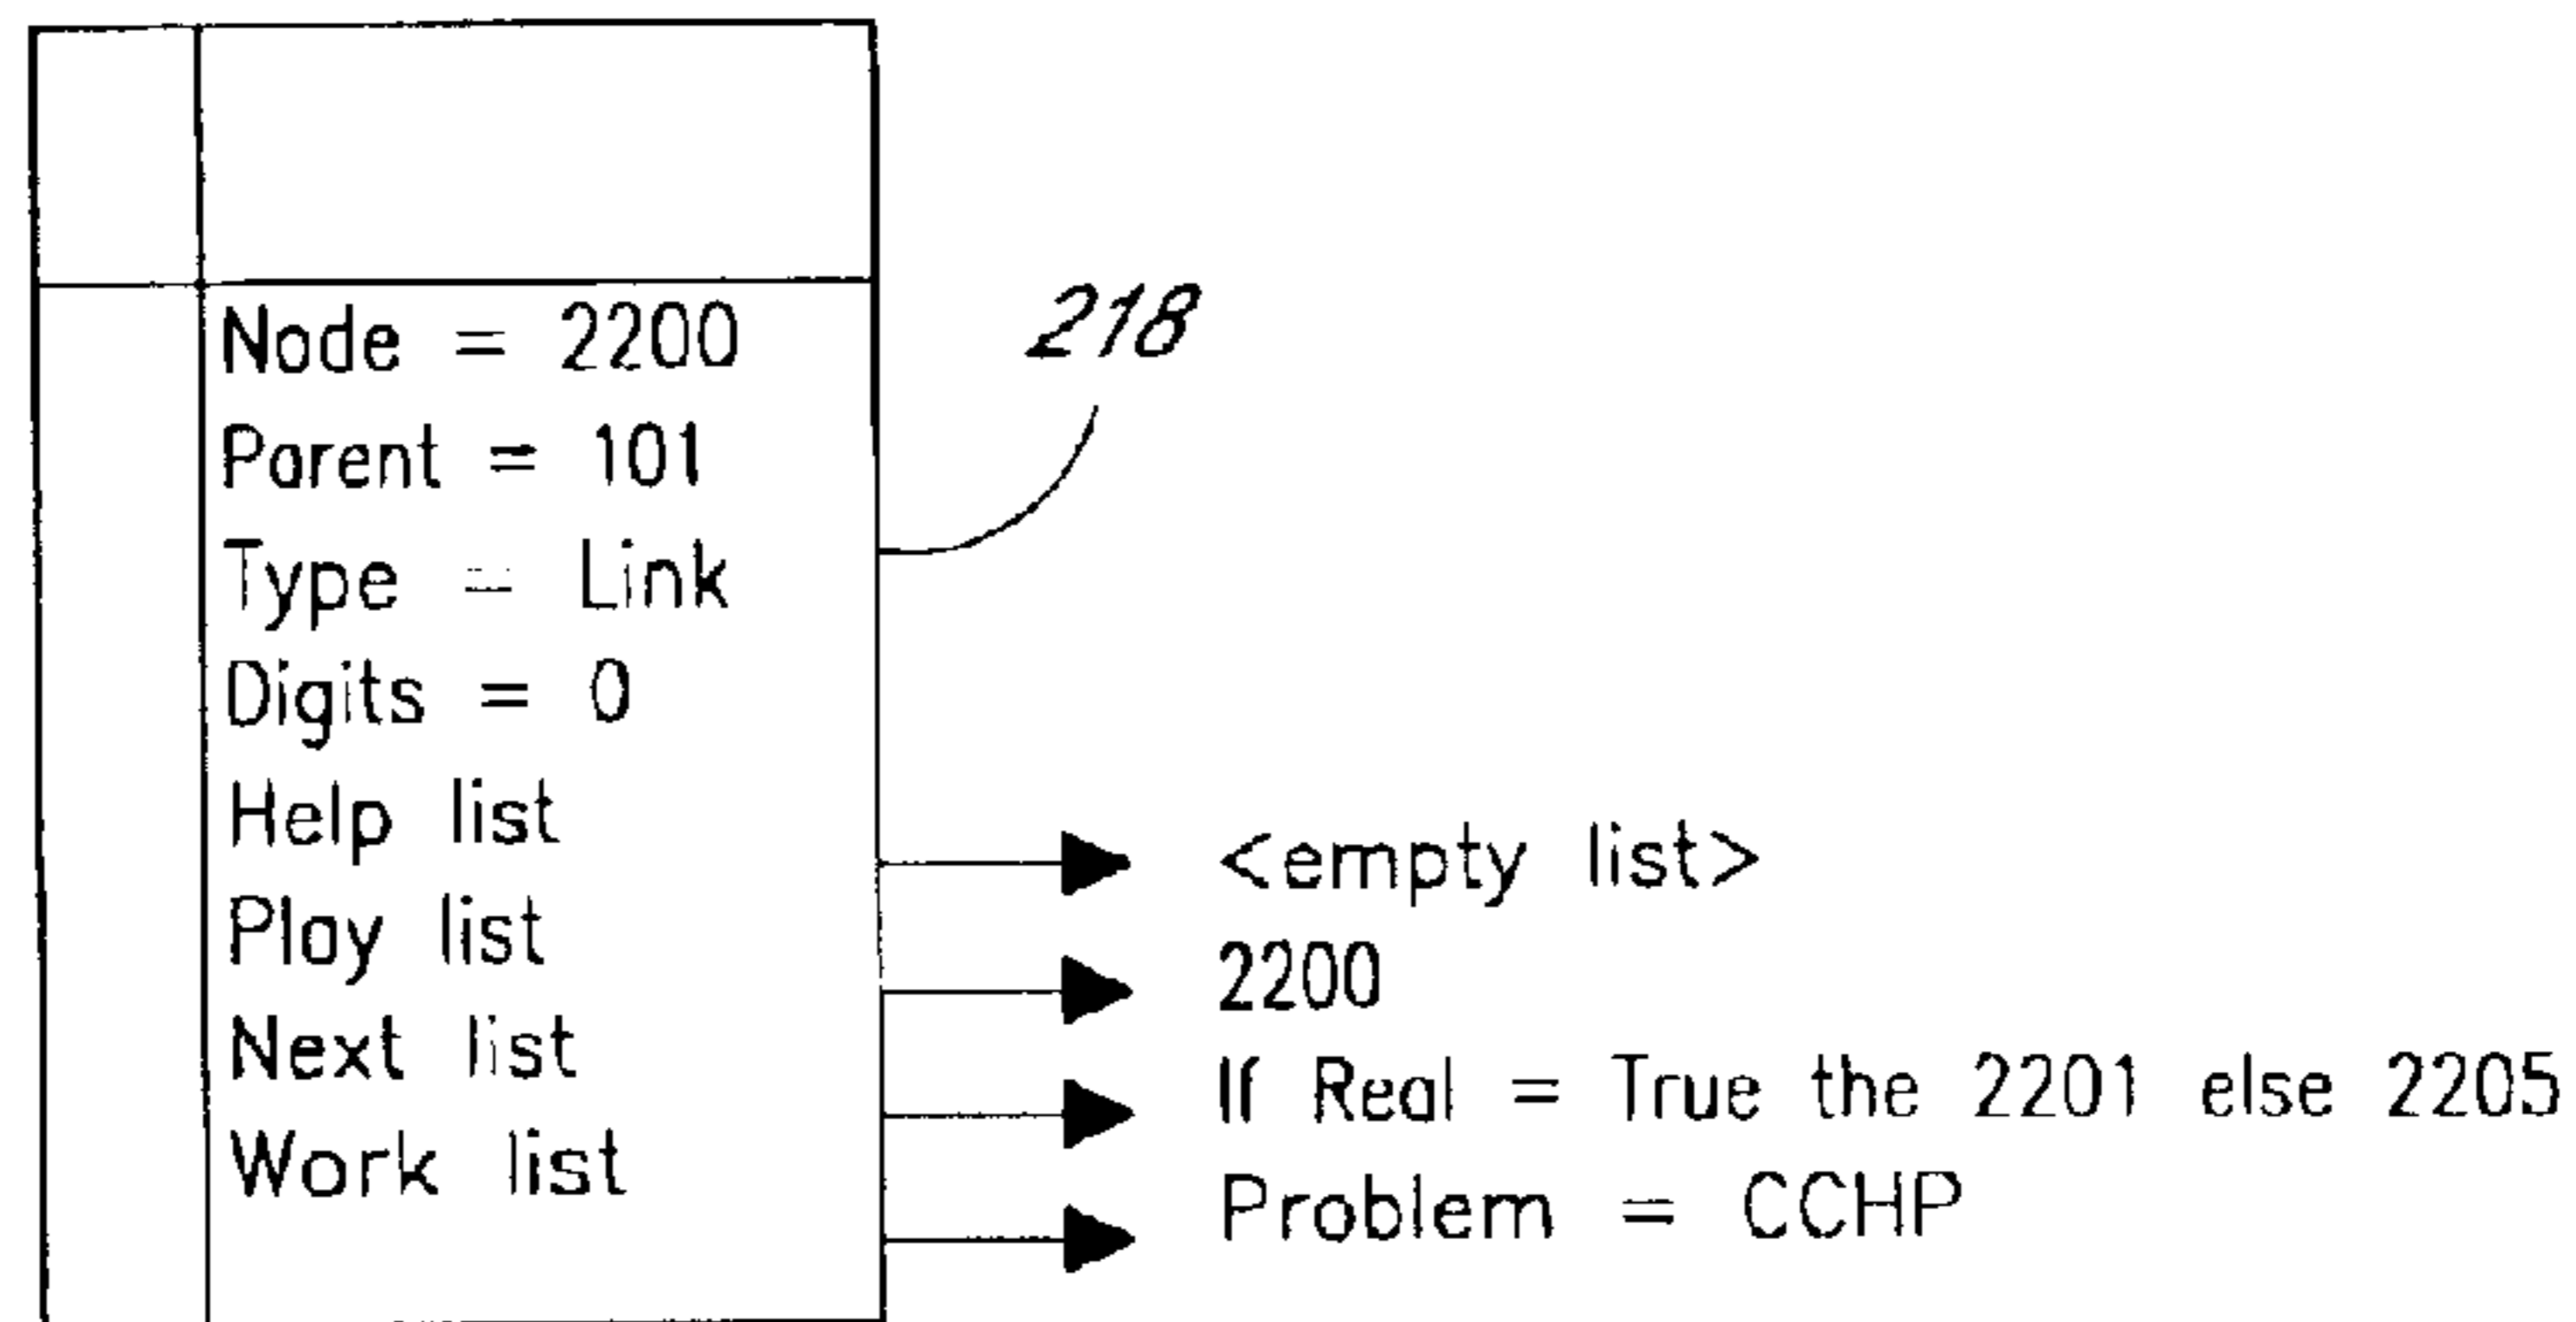 218
Node = 2200
Parent = 101
Type = Link
Digits = 0
Help list
Play list
Next list
Work list
<empty list>
2200
If Real = True the 2201 else 2205
Problem = CCHP